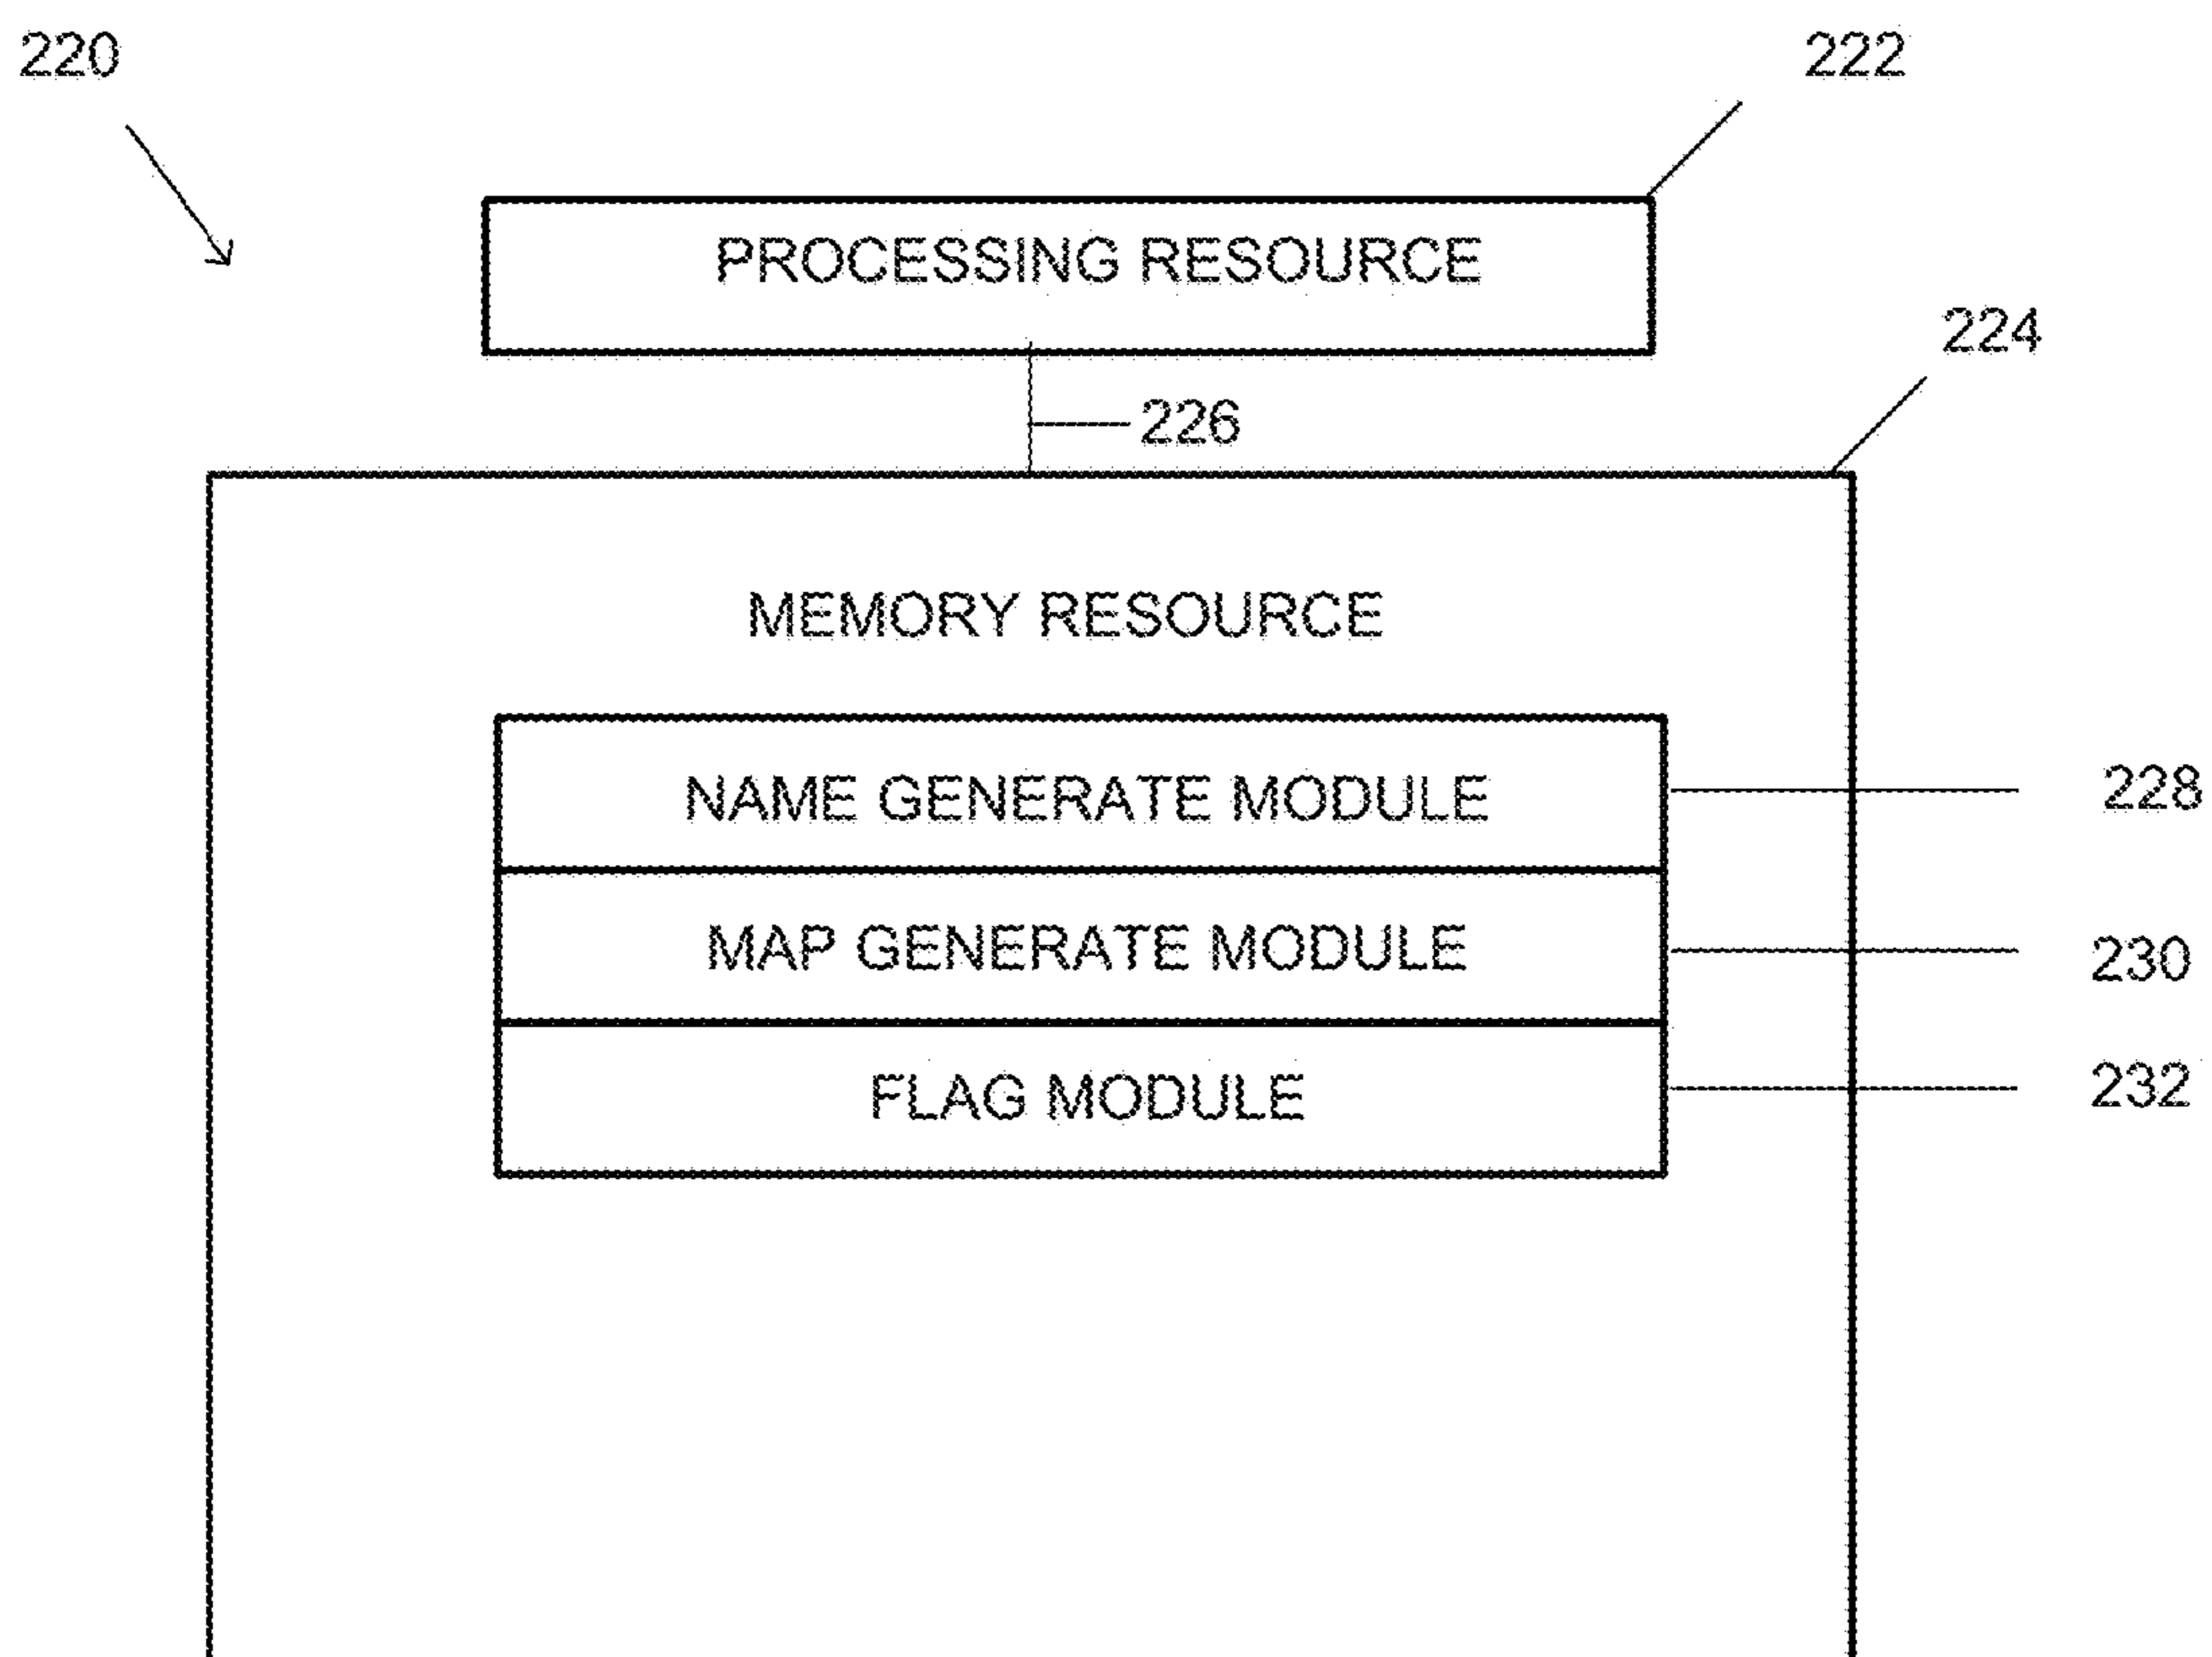 220
222
PROCESSING RESOURCE
224
226
MEMORY RESOURCE
NAME GENERATE MODULE
228
MAP GENERATE MODULE
230
FLAG MODULE
232